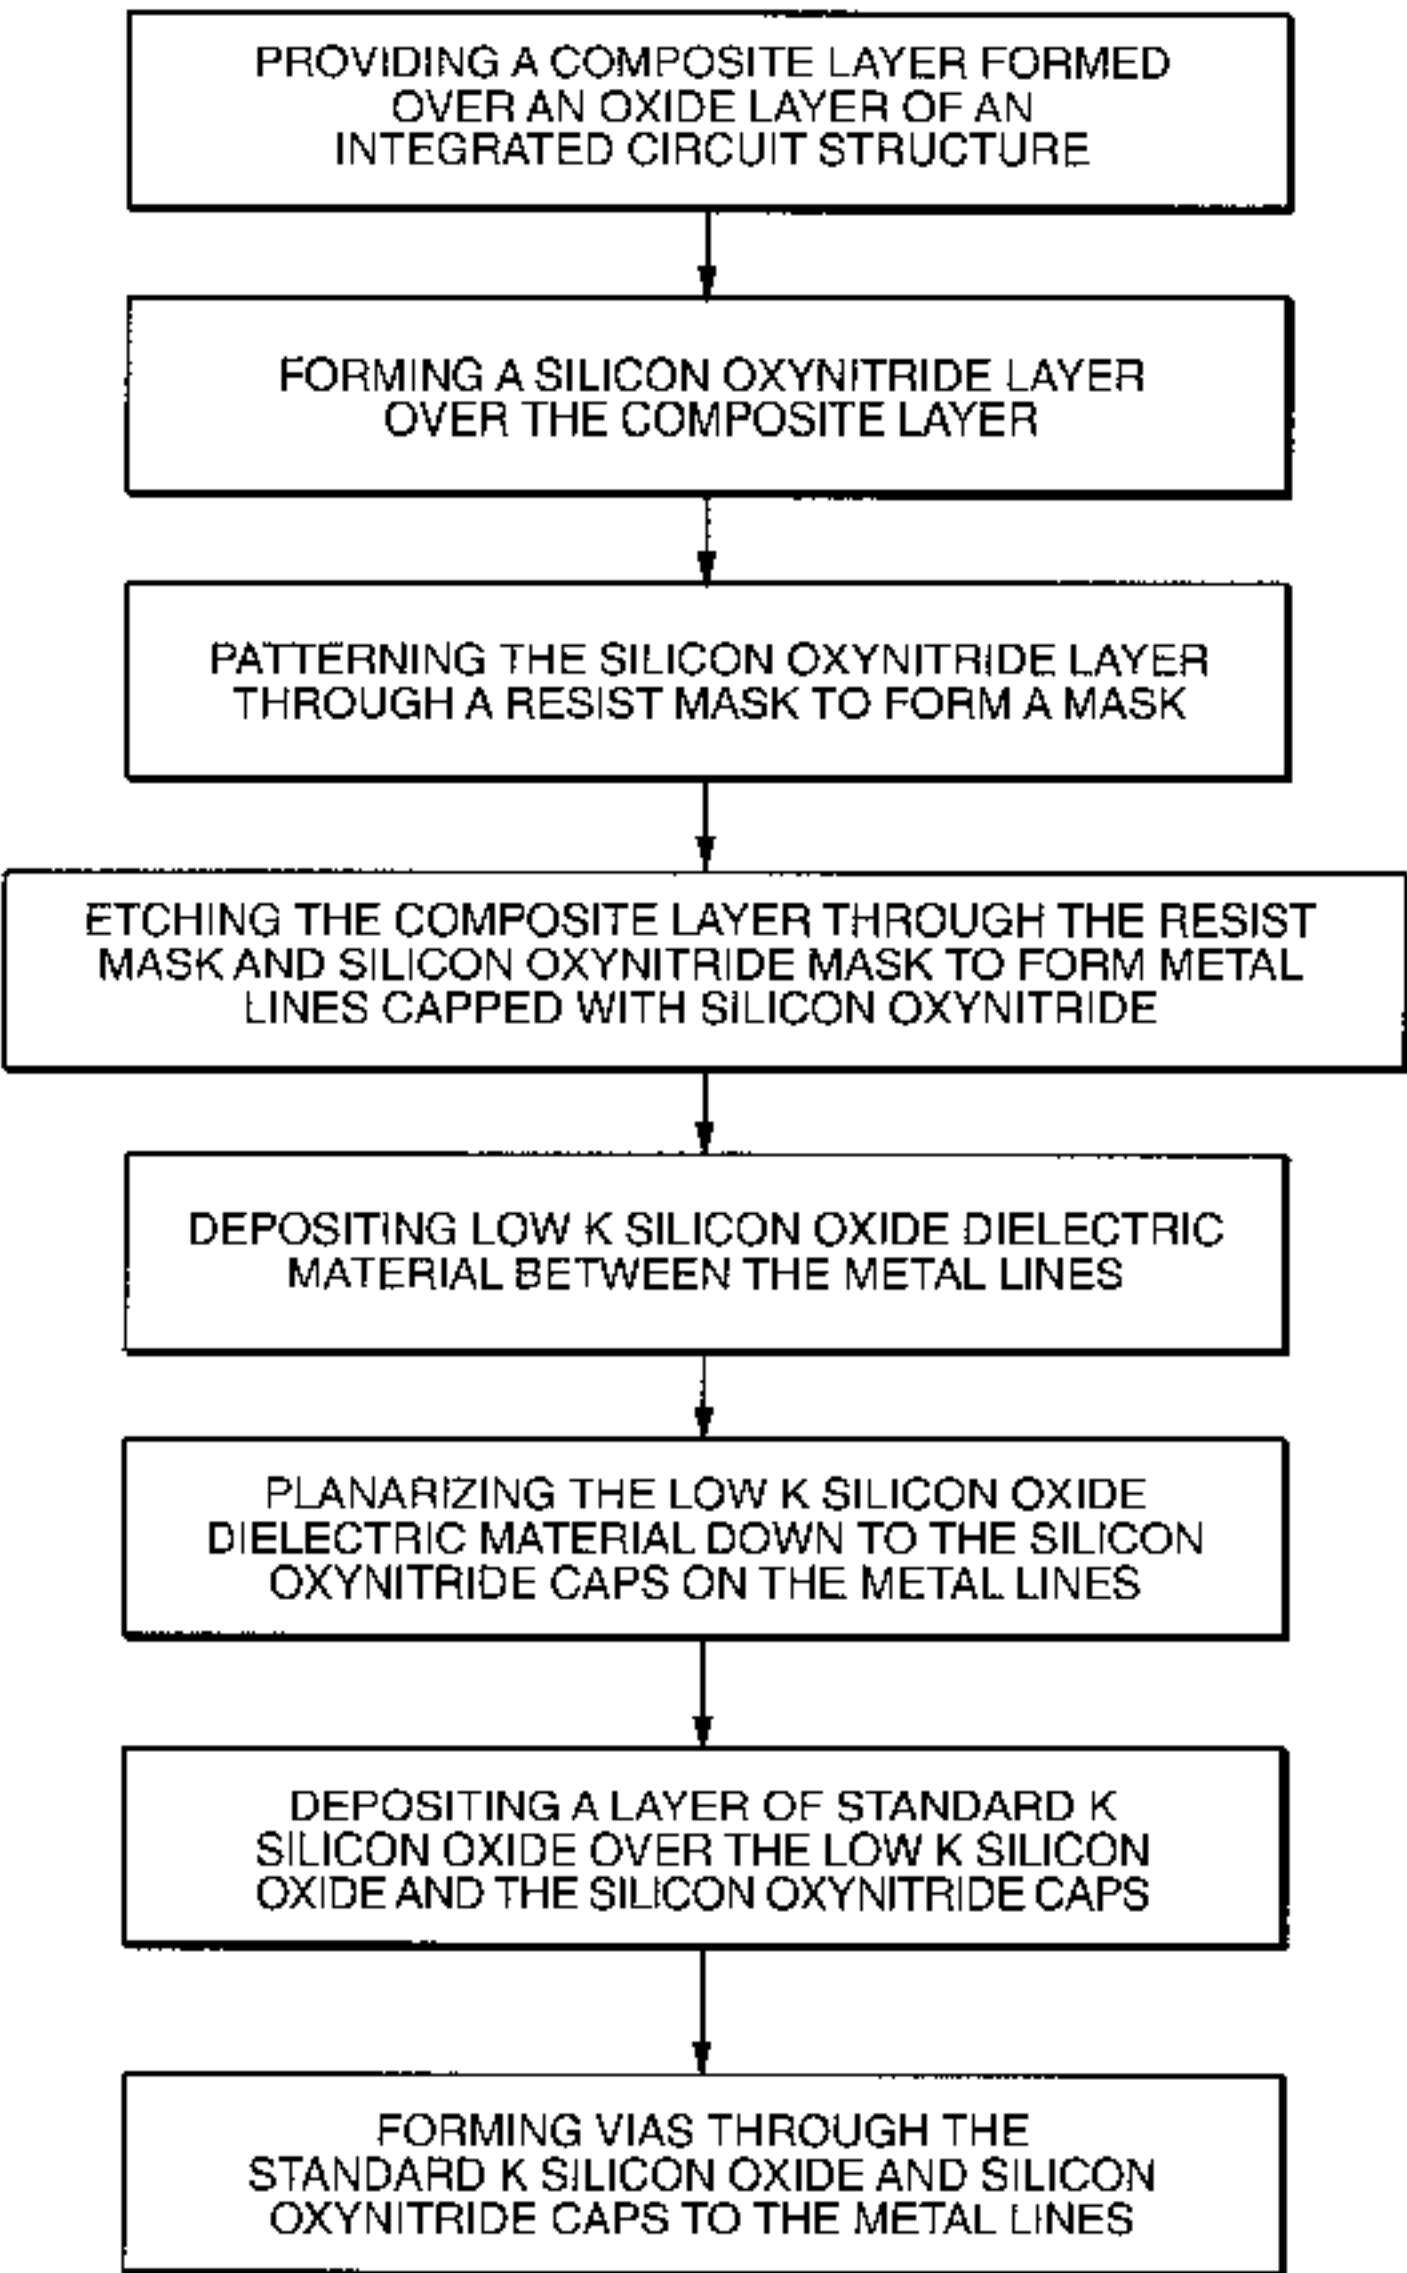 PROVIDING A COMPOSITE LAYER FORMED
OVER AN OXIDE LAYER OF AN
INTEGRATED CIRCUIT STRUCTURE
FORMING A SILICON OXYNITRIDE LAYER
OVER THE COMPOSITE LAYER
PATTERNING THE SILICON OXYNITRIDE LAYER
THROUGH A RESIST MASK TO FORM A MASK
ETCHING THE COMPOSITE LAYER THROUGH THE RESIST
MASK AND SILICON OXYNITRIDE MASK TO FORM METAL
LINES CAPPED WITH SILICON OXYNITRIDE
DEPOSITING LOW K SILICON OXIDE DIELECTRIC
MATERIAL BETWEEN THE METAL LINES
PLANARIZING THE LOW K SILICON OXIDE
DIELECTRIC MATERIAL DOWN TO THE SILICON
OXYNITRIDE CAPS ON THE METAL LINES
DEPOSITING A LAYER OF STANDARD K
SILICON OXIDE OVER THE LOW K SILICON
OXIDE AND THE SILICON OXYNITRIDE CAPS
FORMING VIAS THROUGH THE
STANDARD K SILICON OXIDE AND SILICON
OXYNITRIDE CAPS TO THE METAL LINES